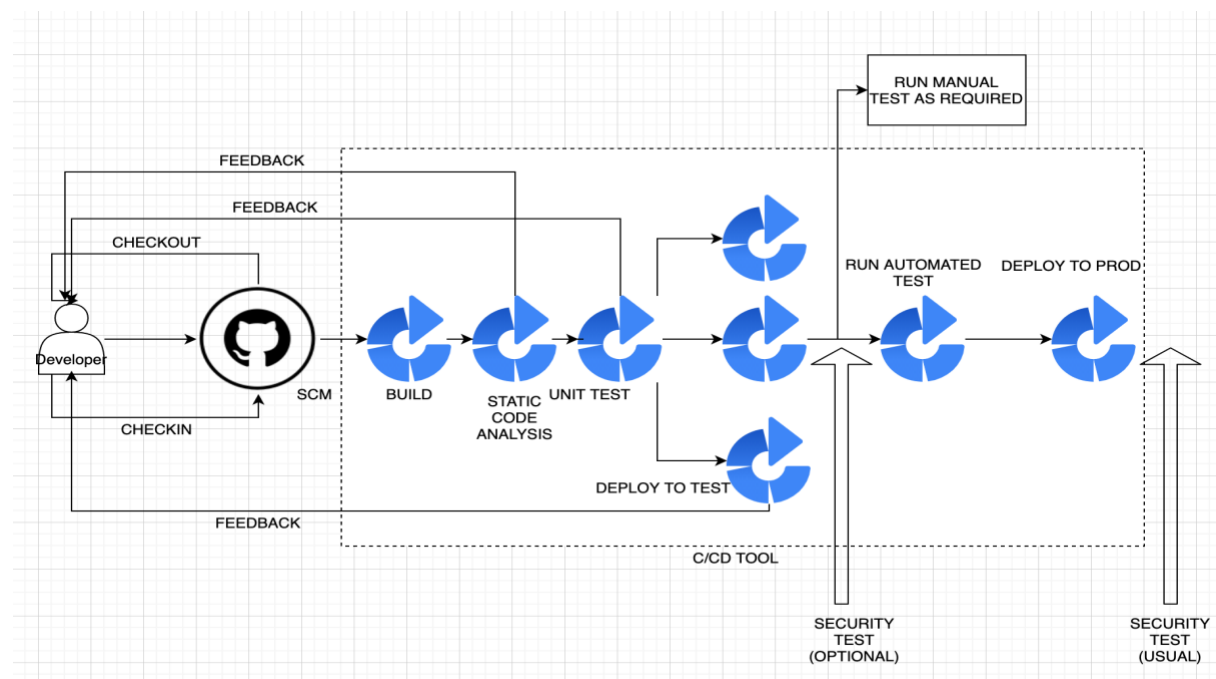 RUN MANUAL
TEST AS REQUIRED
FEEDBACK
FEEDBACK
CHECKOUT
RUN AUTOMATED
TEST
DEPLOY TO PROD
Developer
SCM
BUILD
STATIC
CODE
ANALYSIS
UNIT TEST
CHECKIN
DEPLOY TO TEST
FEEDBACK
C/CD TOOL
SECURITY
TEST
(OPTIONAL)
SECURITY
TEST
(USUAL)